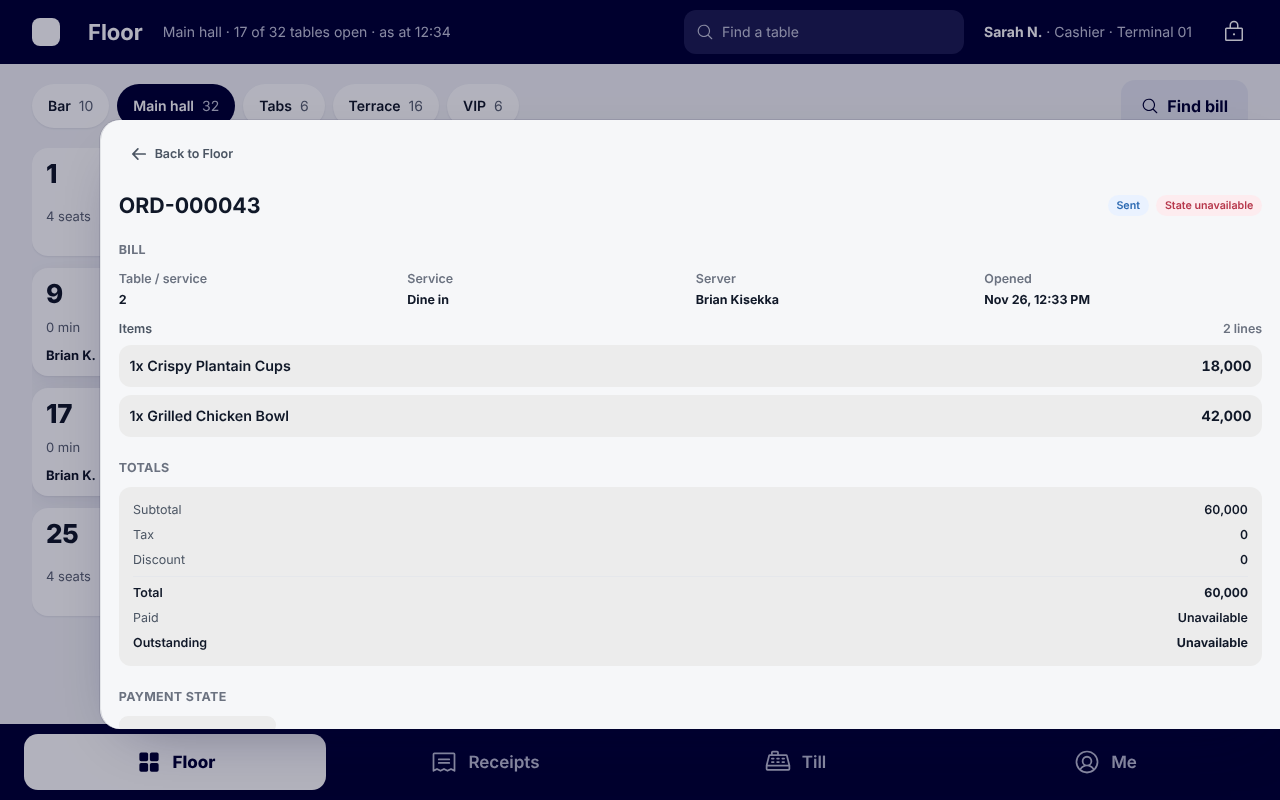 Floor
Main hall · 17 of 32 tables open · as at 12:34
Find a table
Sarah N. · Cashier · Terminal 01
Bar 10
Main hall 32
Tabs 6
Terrace 16
VIP 6
Find bill
1
4 seats
9
0 min
Brian K.
17
0 min
Brian K.
25
4 seats
Back to Floor
ORD-000043
Sent
State unavailable
BILL
Table / service
2
Service
Dine in
Server
Brian Kisekka
Opened
Nov 26, 12:33 PM
Items
2 lines
1x Crispy Plantain Cups 18,000
1x Grilled Chicken Bowl 42,000
TOTALS
Subtotal 60,000
Tax 0
Discount 0
Total 60,000
Paid Unavailable
Outstanding Unavailable
PAYMENT STATE
Floor
Receipts
Till
Me